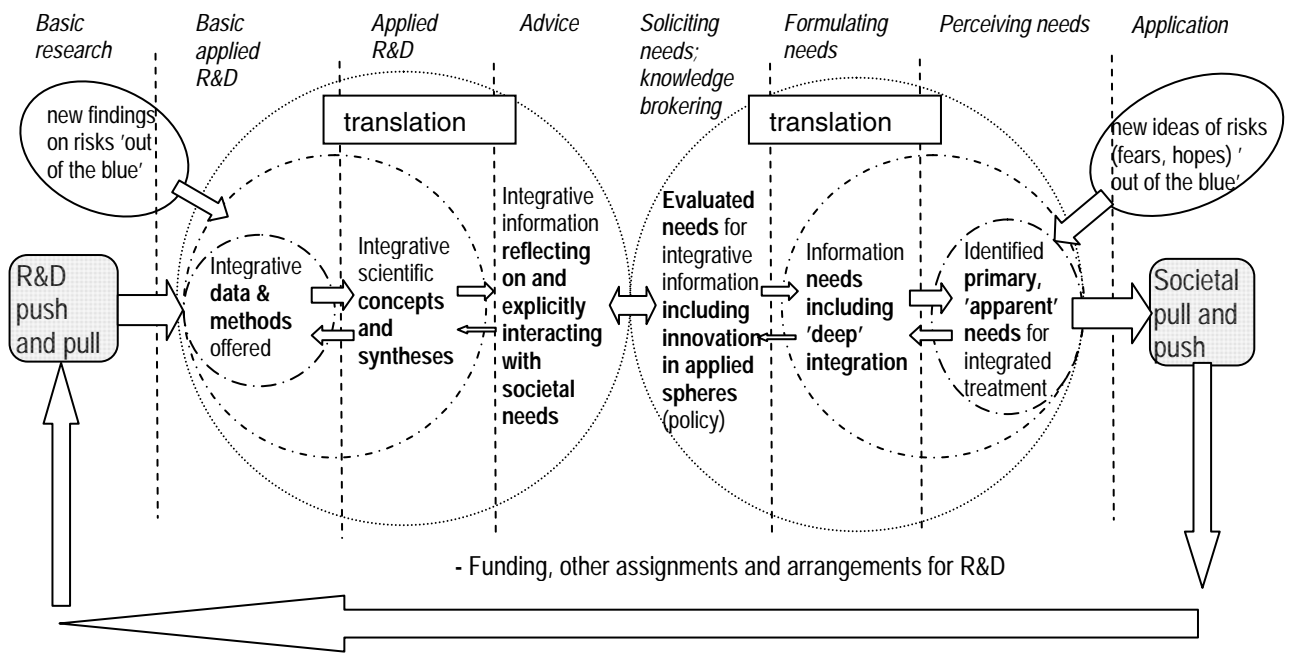 Basic
research
Basic
applied
R&D
Applied
R&D
Advice
Soliciting
needs;
knowledge
brokering
Formulating
needs
Perceiving needs
Application
new findings
on risks 'out
of the blue'
translation
translation
new ideas of risks
(fears, hopes) '
out of the blue'
R&D
push
and pull
Integrative
data &
methods
offered
Integrative
scientific
concepts
and
syntheses
Integrative
information
reflecting
on and
explicitly
interacting
with
societal
needs
Evaluated
needs for
integrative
information
including
innovation
in applied
spheres
(policy)
Information
needs
including
'deep'
integration
Identified
primary,
'apparent'
needs for
integrated
treatment
Societal
pull and
push
- Funding, other assignments and arrangements for R&D